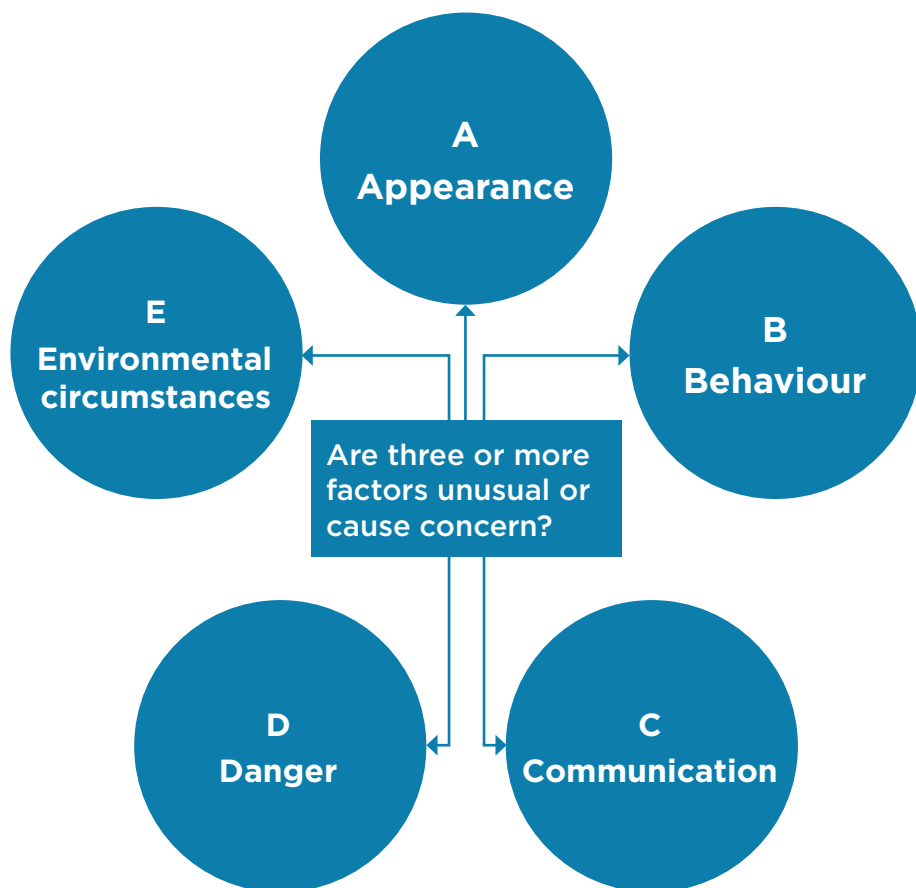 A
Appearance
B
Behaviour
C
Communication
D
Danger
E
Environmental
circumstances
Are three or more
factors unusual or
cause concern?